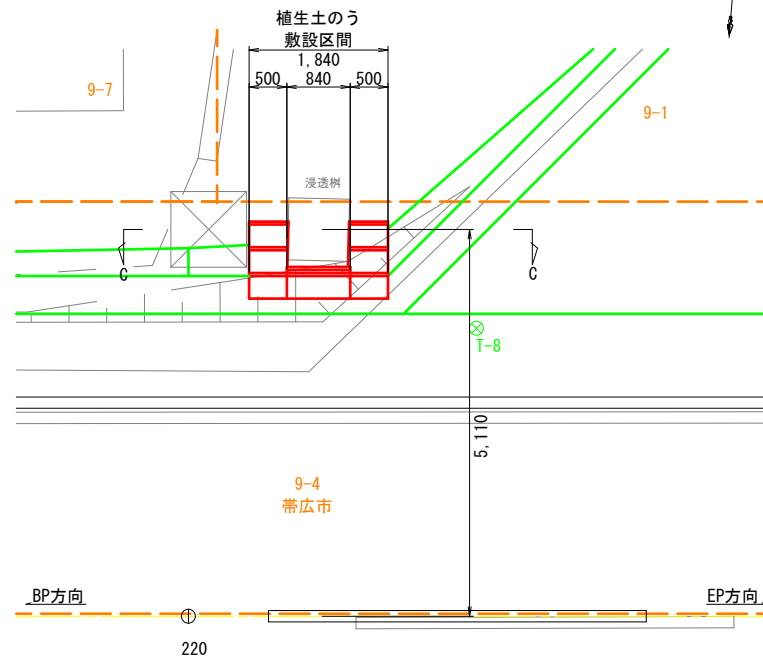 植生土のう
敷設区間
1,840
500 840 500
9-7
9-1
浸透桝
C
C
T-8
5,110
9-4
帯広市
BP方向
EP方向
220